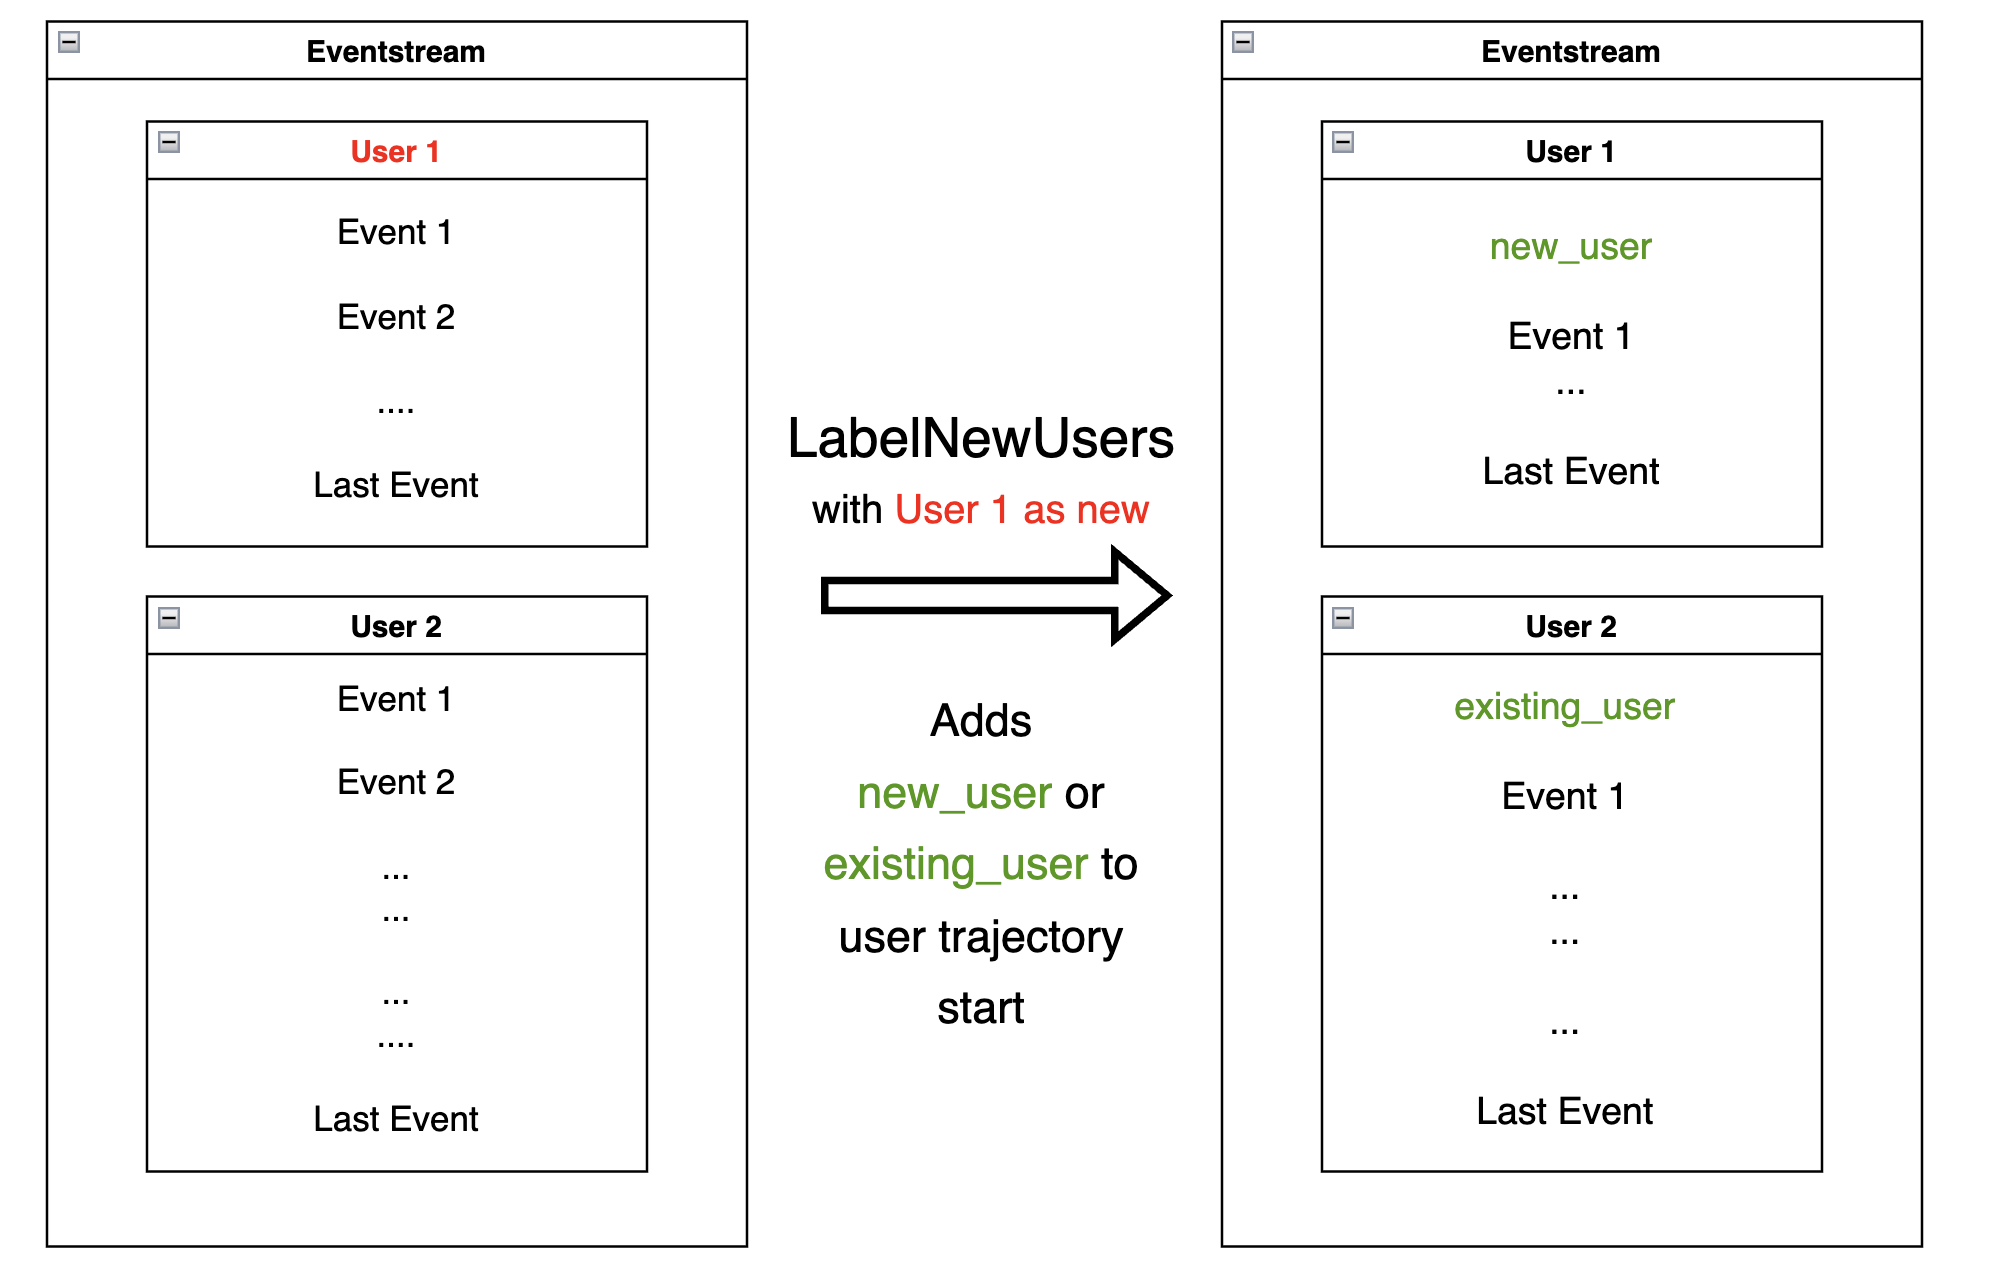 Eventstream
User 1
Event 1
Event 2
....
Last Event
User 2
Event 1
Event 2
...
...
...
....
Last Event
LabelNewUsers
with User 1 as new
Adds
new_user or
existing_user to
user trajectory
start
Eventstream
User 1
new_user
Event 1
...
Last Event
User 2
existing_user
Event 1
...
...
...
Last Event